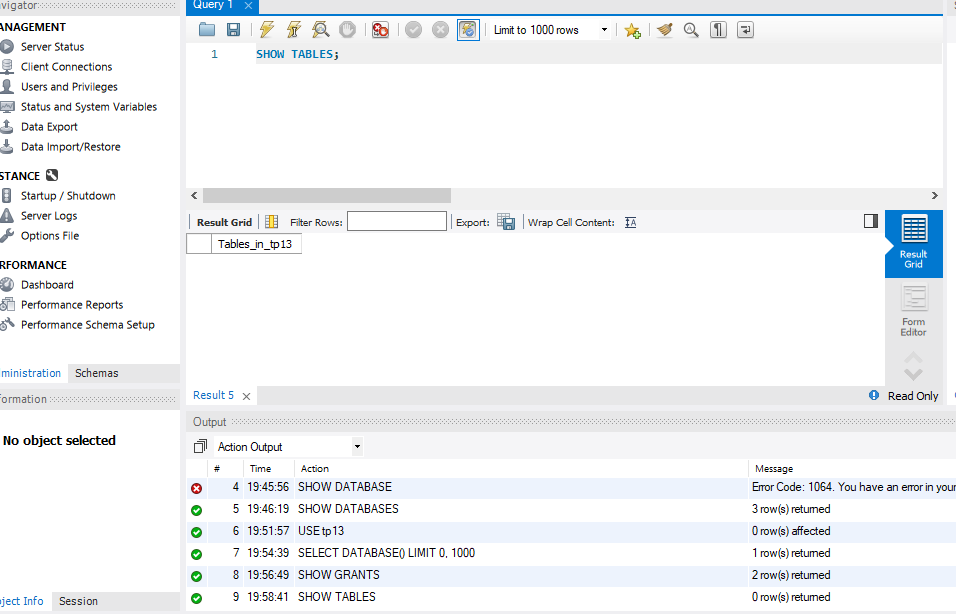 vigator
Query 1
ANAGEMENT
Server Status
Client Connections
Users and Privileges
Status and System Variables
Data Export
Data Import/Restore
STANCE
Startup / Shutdown
Server Logs
Options File
RFORMANCE
Dashboard
Performance Reports
Performance Schema Setup
ministration Schemas
formation
No object selected
ject Info Session
Limit to 1000 rows
1 SHOW TABLES;
Result Grid Filter Rows: Export: Wrap Cell Content: IA
Tables_in_tp13
Result Grid
Form Editor
Result 5
Read Only
Output
Action Output
# Time Action Message
4 19:45:56 SHOW DATABASE Error Code: 1064. You have an error in your
5 19:46:19 SHOW DATABASES 3 row(s) returned
6 19:51:57 USE tp13 0 row(s) affected
7 19:54:39 SELECT DATABASE() LIMIT 0, 1000 1 row(s) returned
8 19:56:49 SHOW GRANTS 2 row(s) returned
9 19:58:41 SHOW TABLES 0 row(s) returned